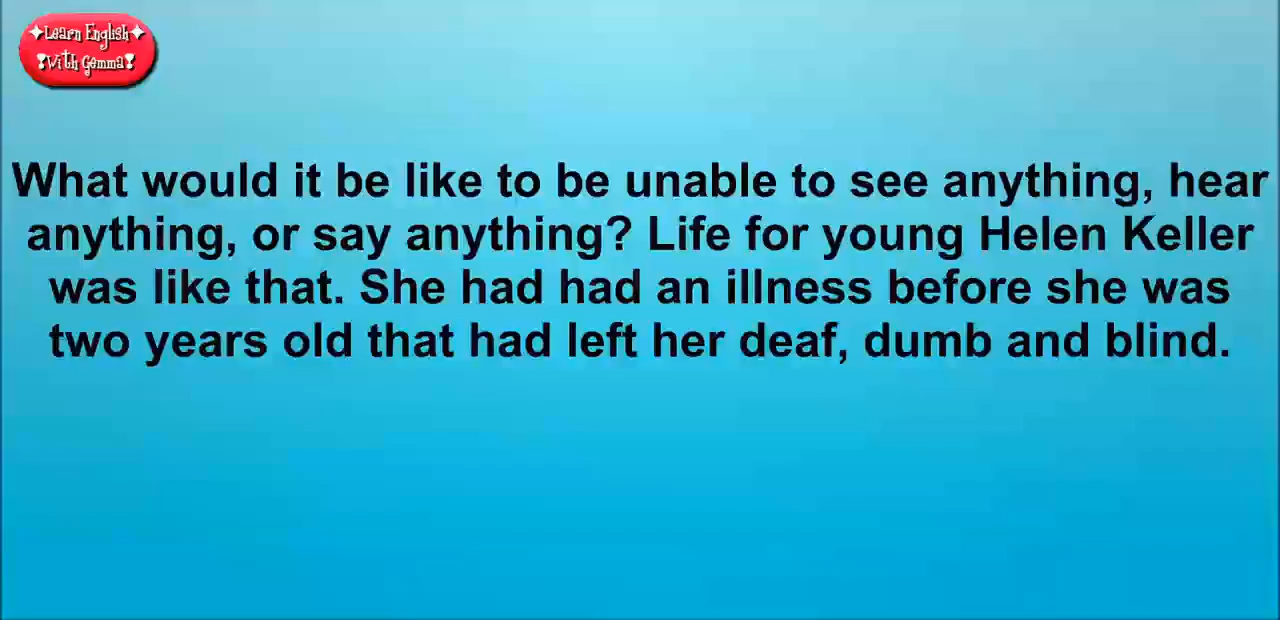 ✦Learn English✦
❢With Gemma❢
What would it be like to be unable to see anything, hear
anything, or say anything? Life for young Helen Keller
was like that. She had had an illness before she was
two years old that had left her deaf, dumb and blind.